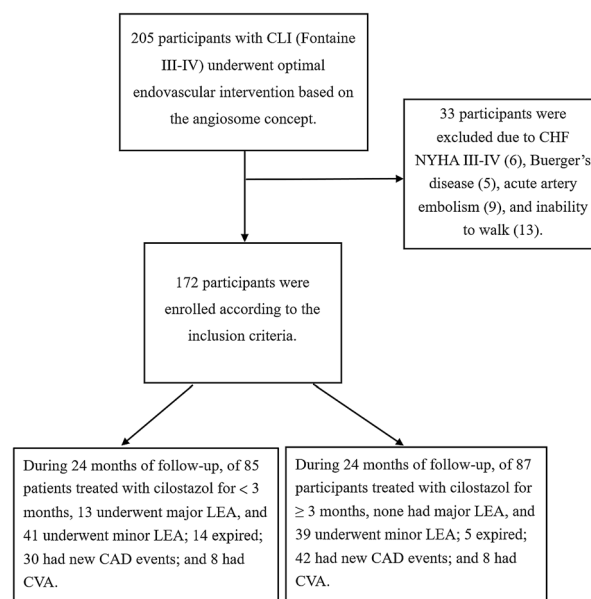 205 participants with CLI (Fontaine
III-IV) underwent optimal
endovascular intervention based on
the angiosome concept.
33 participants were
excluded due to CHF
NYHA III-IV (6), Buerger's
disease (5), acute artery
embolism (9), and inability
to walk (13).
172 participants were
enrolled according to the
inclusion criteria.
During 24 months of follow-up, of 85
patients treated with cilostazol for < 3
months, 13 underwent major LEA, and
41 underwent minor LEA; 14 expired;
30 had new CAD events; and 8 had
CVA.
During 24 months of follow-up, of 87
participants treated with cilostazol for
≥ 3 months, none had major LEA, and
39 underwent minor LEA; 5 expired;
42 had new CAD events; and 8 had
CVA.